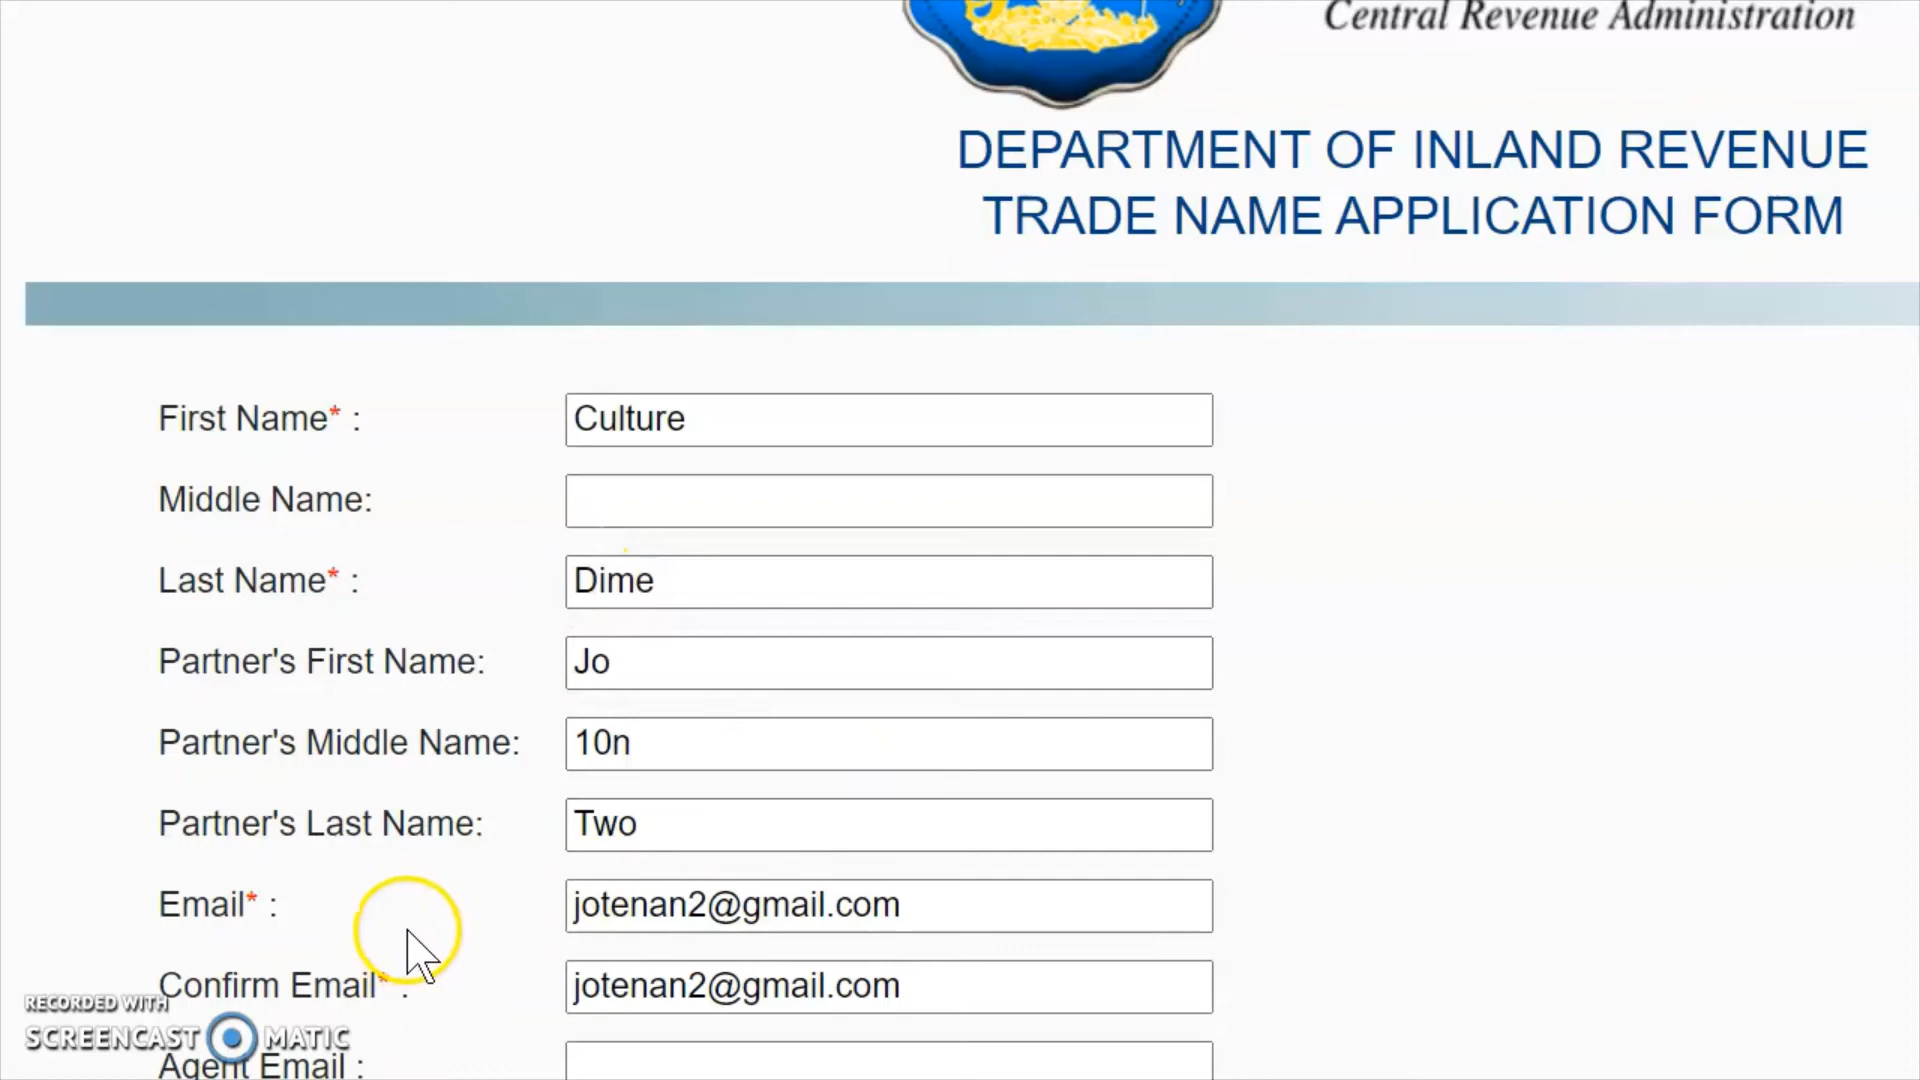 Central Revenue Administration
DEPARTMENT OF INLAND REVENUE
TRADE NAME APPLICATION FORM
First Name* :
Culture
Middle Name:
Last Name* :
Dime
Partner's First Name:
Jo
Partner's Middle Name:
10n
Partner's Last Name:
Two
Email* :
jotenan2@gmail.com
Confirm Email* :
jotenan2@gmail.com
RECORDED WITH
SCREENCAST MATIC
Agent Email :